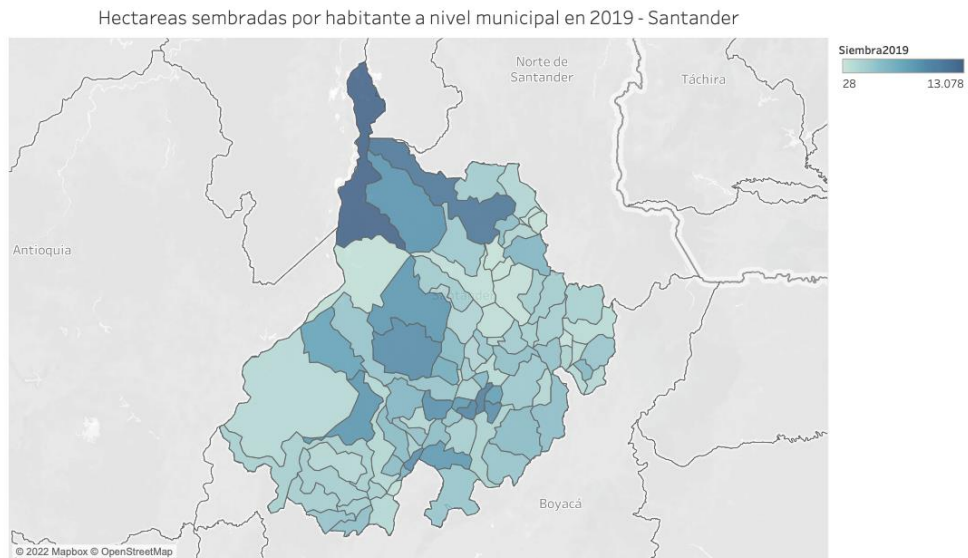 Hectareas sembradas por habitante a nivel municipal en 2019 - Santander
Siembra2019
28 13.078
Norte de
Santander
Táchira
Antioquia
Santander
Boyacá
© 2022 Mapbox © OpenStreetMap